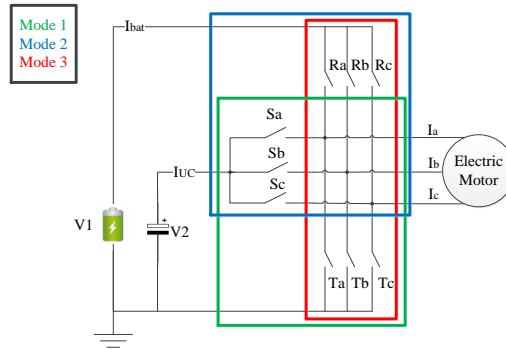 Mode 1
Mode 2
Mode 3
Ibat
Ra Rb Rc
Sa
Sb
Sc
Ia
Ib
Ic
Electric
Motor
IUC
V1
+
V2
Ta Tb Tc